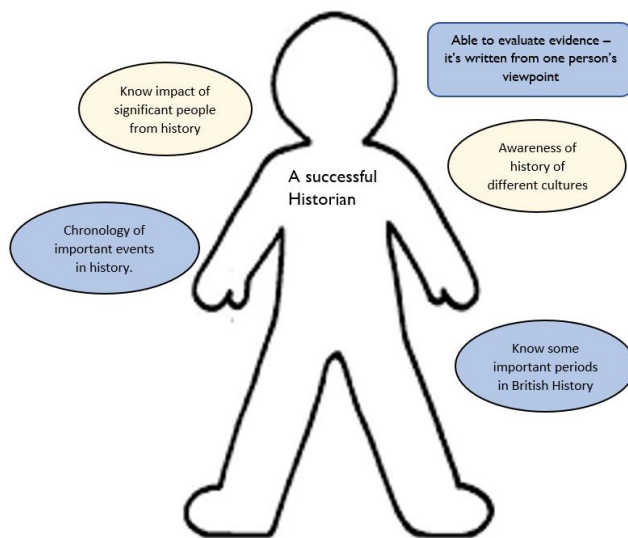 Able to evaluate evidence –
it's written from one person's
viewpoint
Know impact of
significant people
from history
Awareness of
history of
different cultures
A successful
Historian
Chronology of
important events
in history.
Know some
important periods
in British History